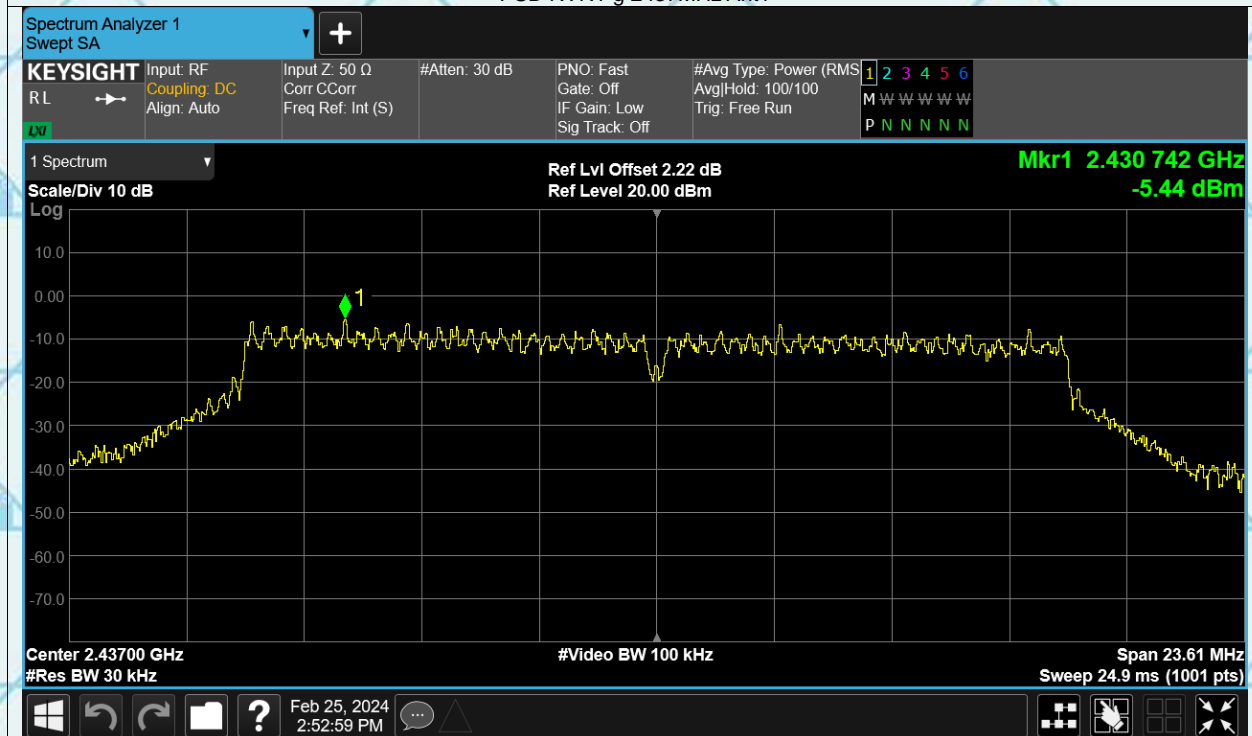 Spectrum Analyzer 1
Swept SA
+
KEYSIGHT
RL
LXI
Input: RF
Coupling: DC
Align: Auto
Input Z: 50 Ω
Corr CCorr
Freq Ref: Int (S)
#Atten: 30 dB
PNO: Fast
Gate: Off
IF Gain: Low
Sig Track: Off
#Avg Type: Power (RMS
Avg|Hold: 100/100
Trig: Free Run
1 2 3 4 5 6
M W W W W W
P N N N N N
1 Spectrum
Scale/Div 10 dB
Log
Ref Lvl Offset 2.22 dB
Ref Level 20.00 dBm
Mkr1 2.430 742 GHz
-5.44 dBm
10.0
0.00
-10.0
-20.0
-30.0
-40.0
-50.0
-60.0
-70.0
1
Center 2.43700 GHz
#Res BW 30 kHz
#Video BW 100 kHz
Span 23.61 MHz
Sweep 24.9 ms (1001 pts)
?
Feb 25, 2024
2:52:59 PM